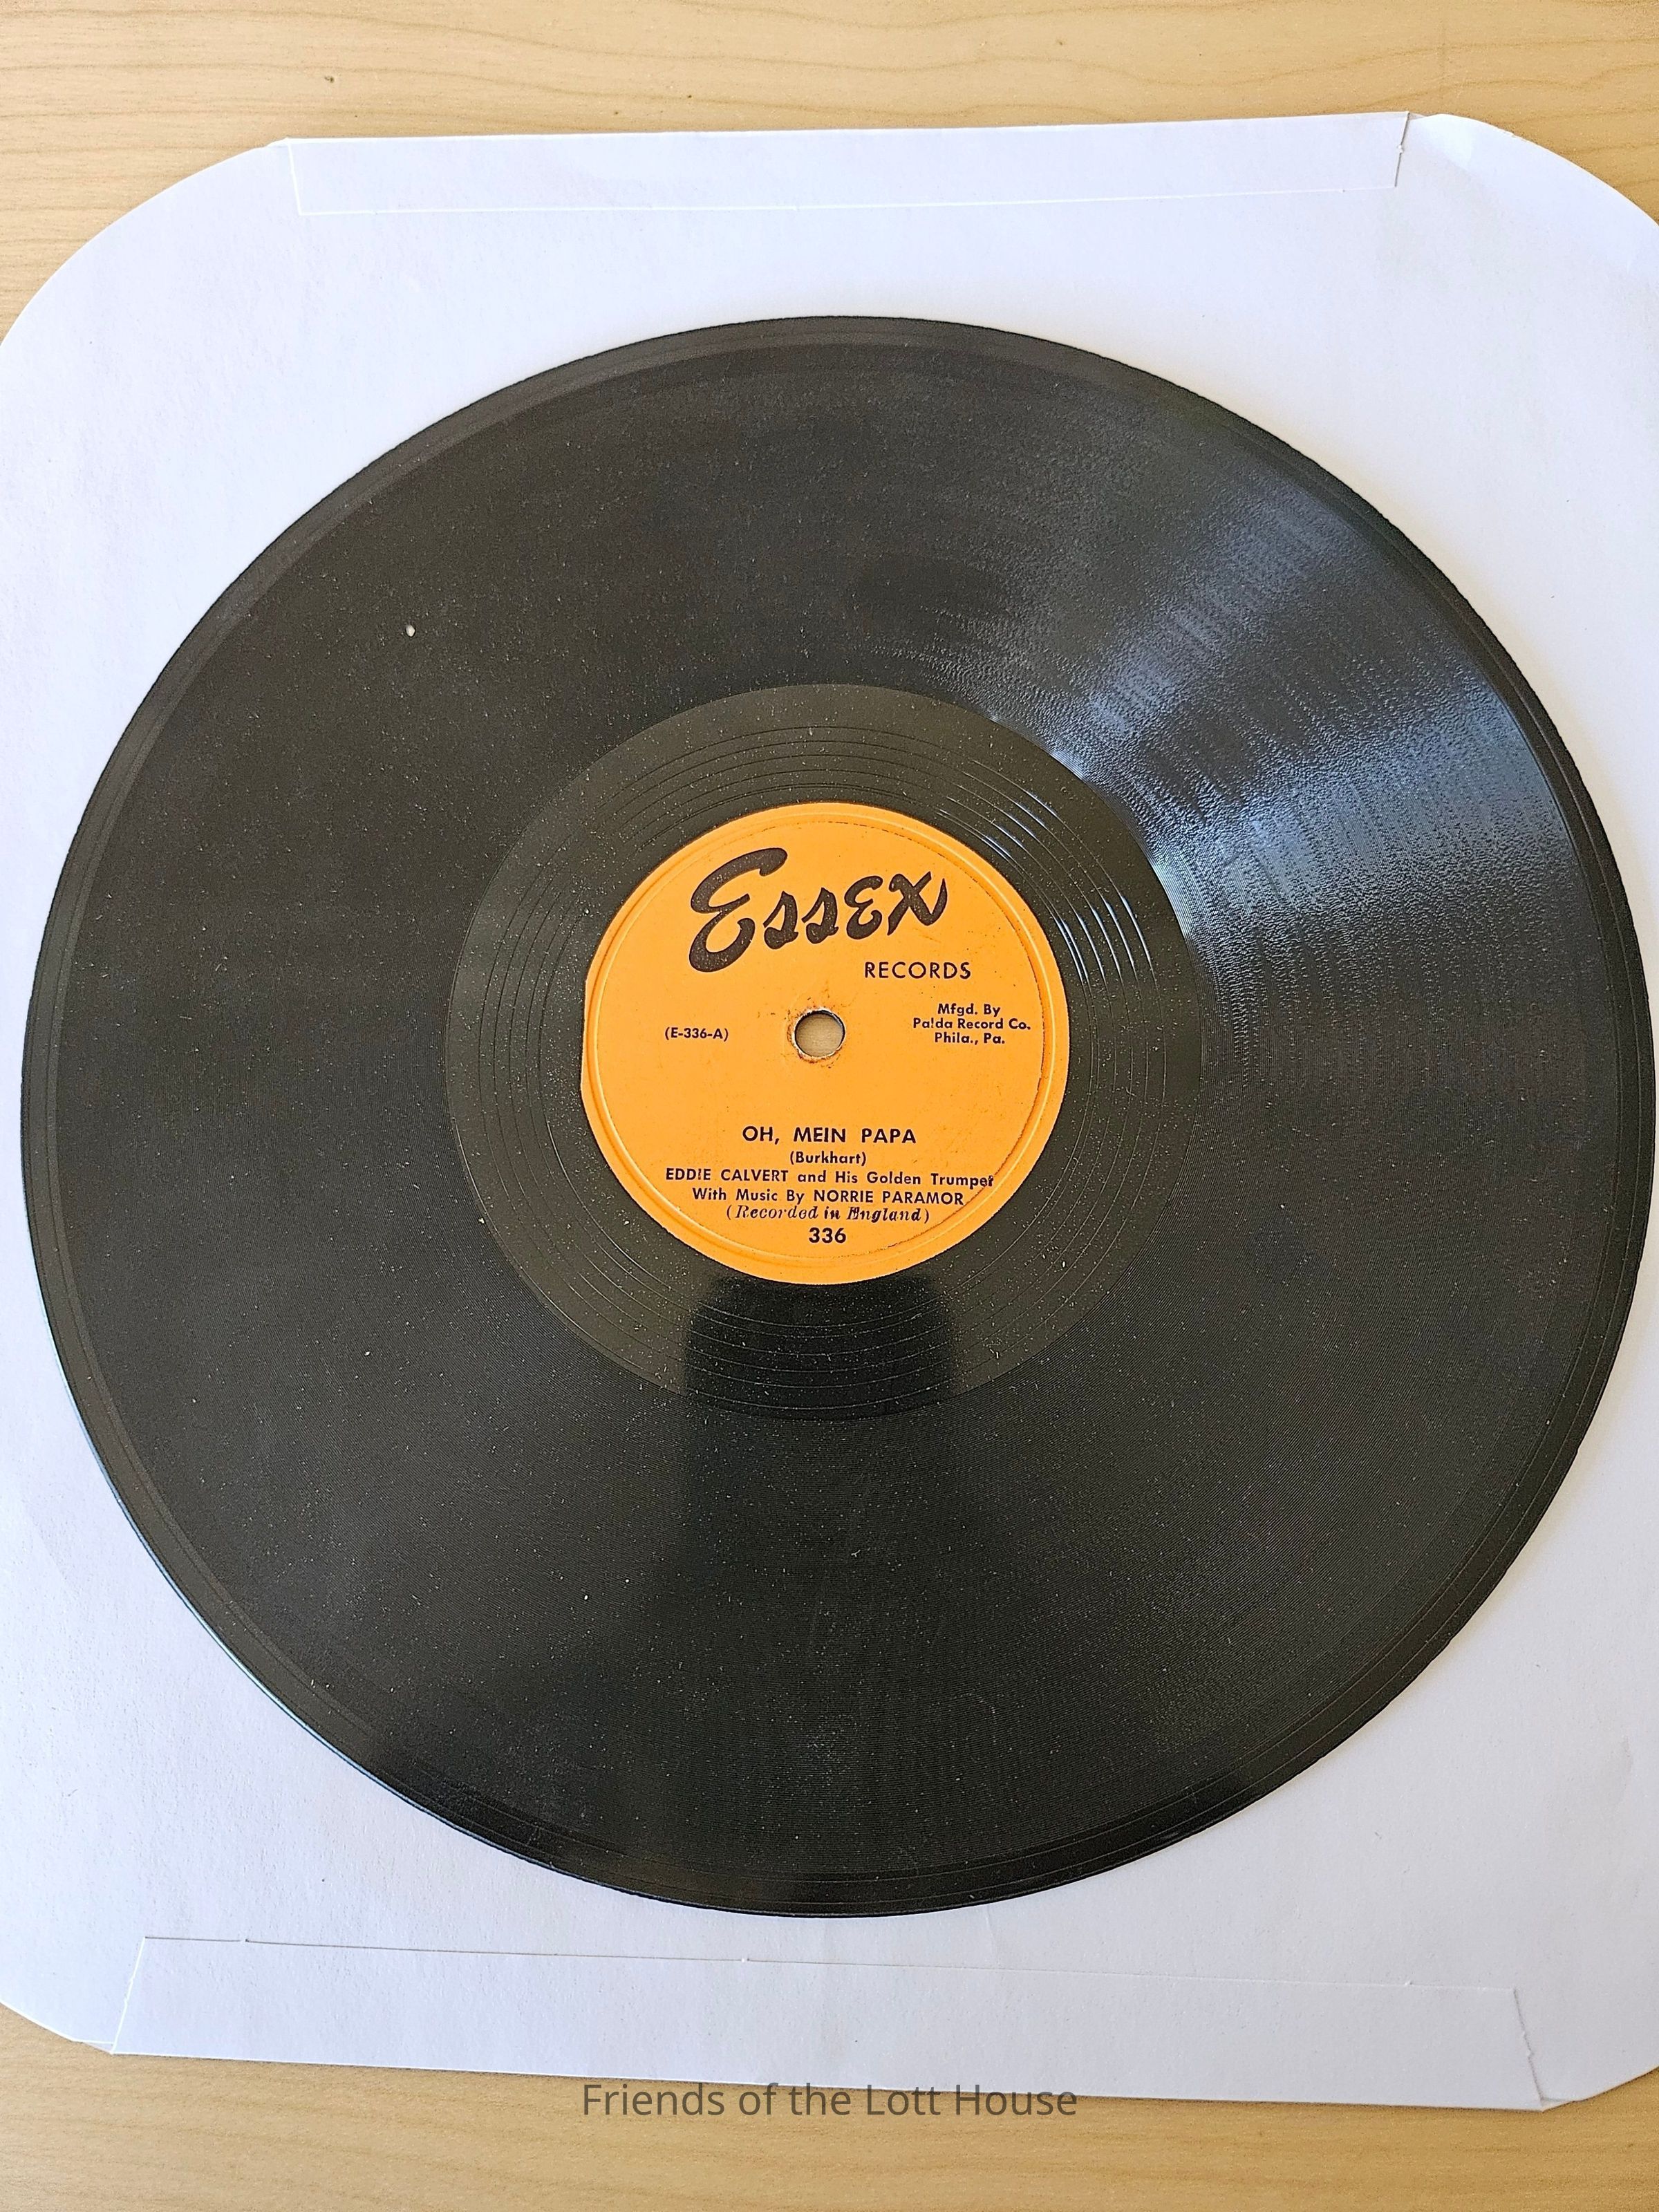 Essex
RECORDS
Mfgd. By
Palda Record Co.
Phila., Pa.
(E-336-A)
OH, MEIN PAPA
(Burkhart)
EDDIE CALVERT and His Golden Trumpet
With Music By NORRIE PARAMOR
(Recorded in England)
336
Friends of the Lott House